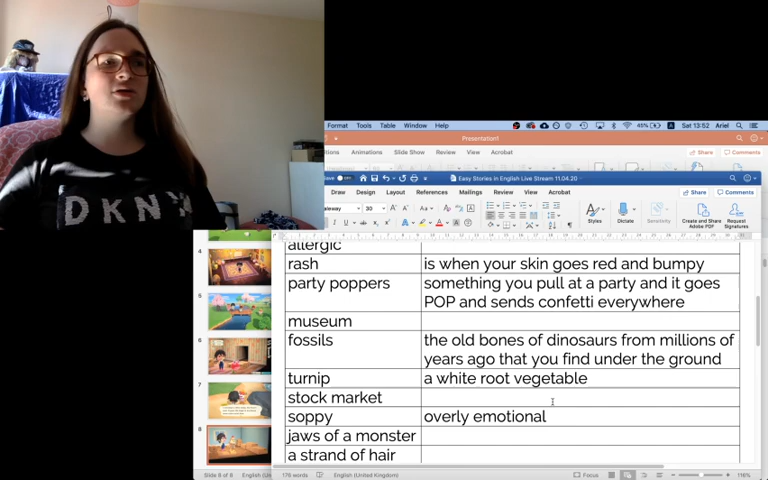 DKNY
Format Tools Table Window Help 45% Sat 13:52 Ariel
Presentation1
Animations Slide Show Review View Acrobat Share Comments
Easy Stories in English Live Stream 11.04.20
Draw Design Layout References Mailings Review View Acrobat Share Comments
30 Aa
Styles Dictate Sensitivity Create and Share Adobe PDF Request Signatures
allergic
rash is when your skin goes red and bumpy
party poppers something you pull at a party and it goes
POP and sends confetti everywhere
museum
fossils the old bones of dinosaurs from millions of
years ago that you find under the ground
turnip a white root vegetable
stock market
soppy overly emotional
jaws of a monster
a strand of hair
4
5
6
7
8
Slide 8 of 8 178 words English (United Kingdom) Focus 116%